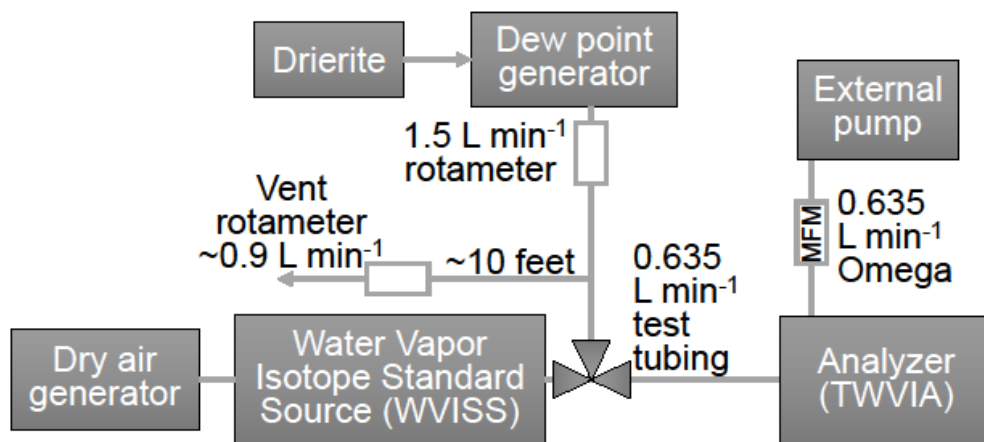 Drierite
Dew point
generator
1.5 L min⁻¹
rotameter
External
pump
MFM
0.635
L min⁻¹
Omega
Vent
rotameter
~0.9 L min⁻¹
~10 feet
0.635
L min⁻¹
test
tubing
Dry air
generator
Water Vapor
Isotope Standard
Source (WVISS)
Analyzer
(TWVIA)